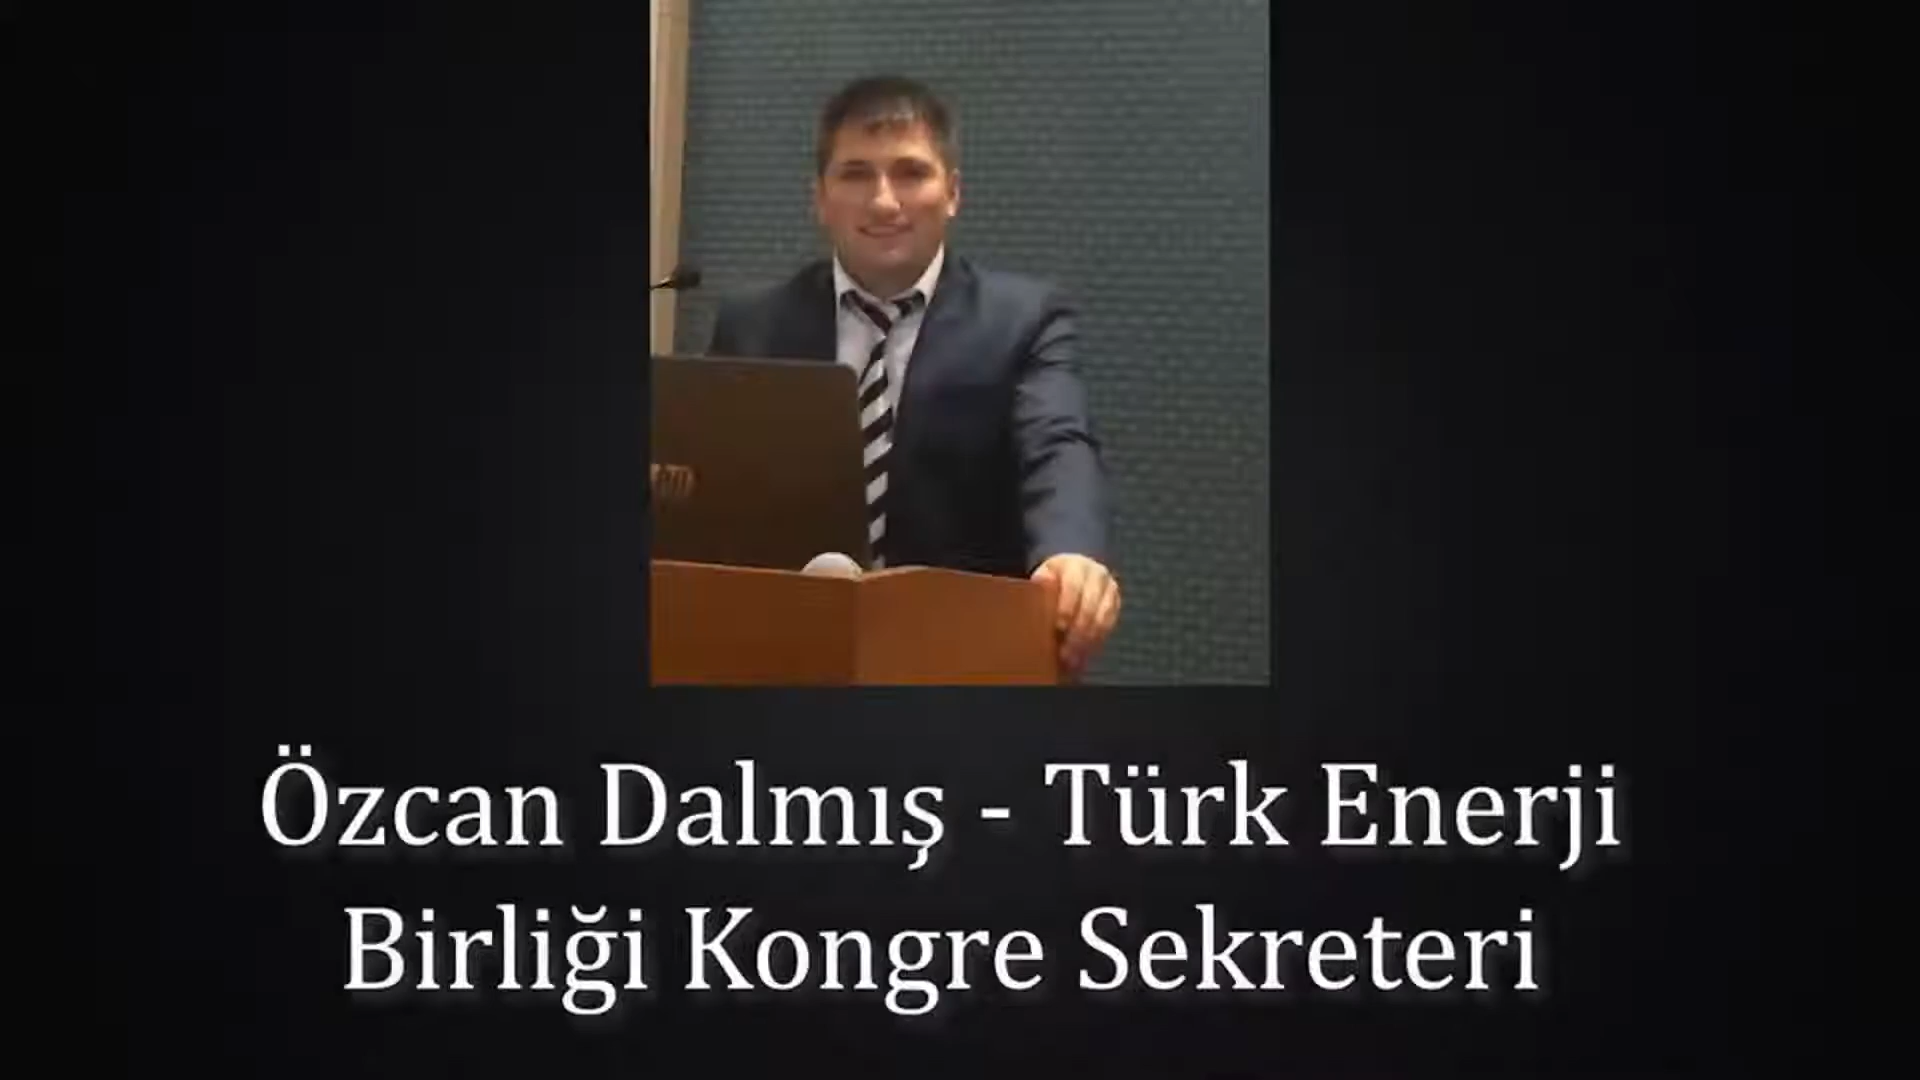 Özcan Dalmış - Türk Enerji
Birliği Kongre Sekreteri